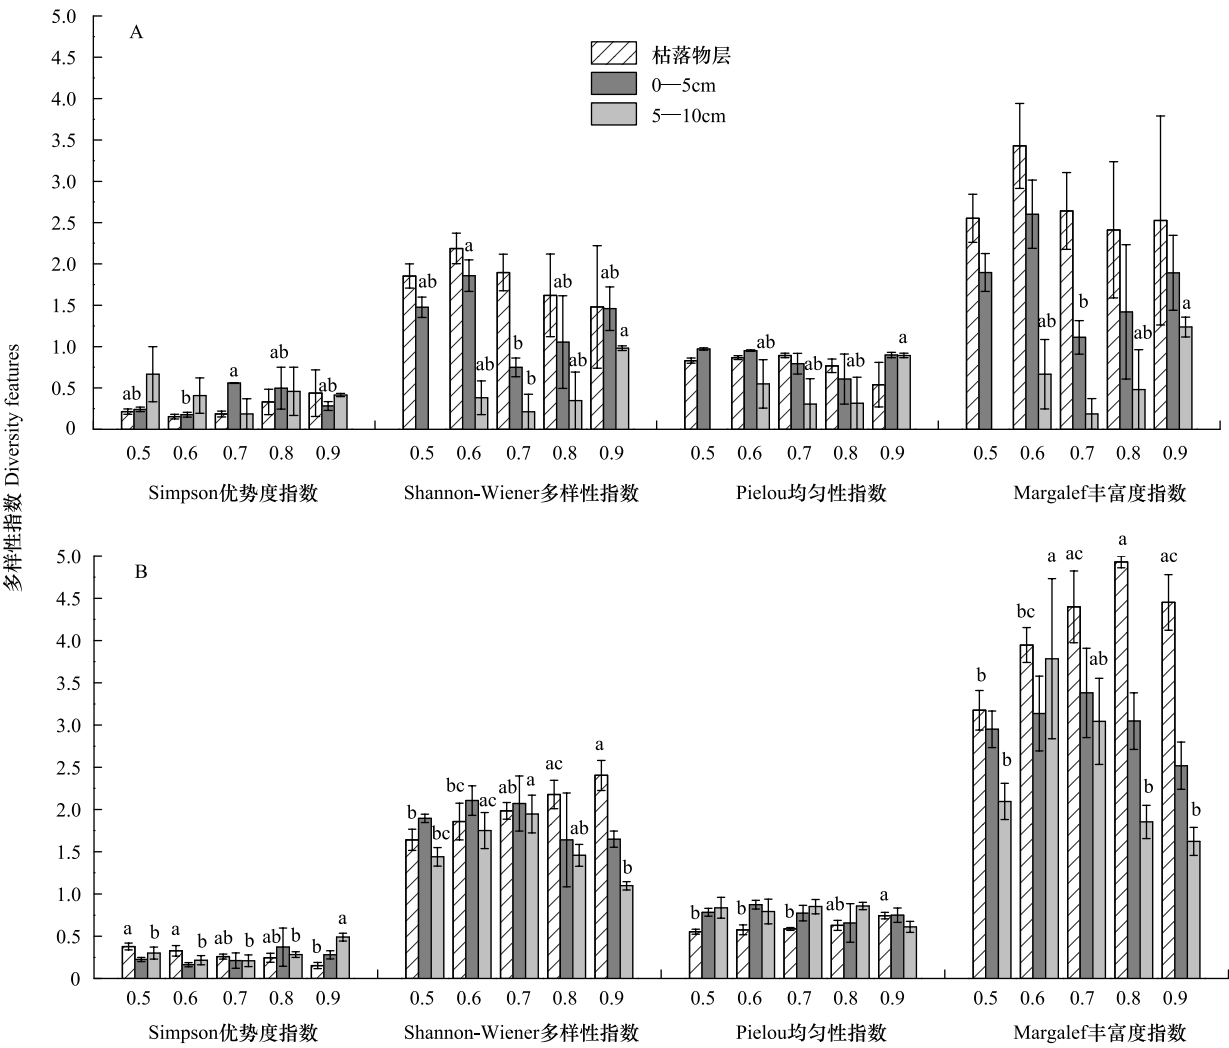 多样性指数 Diversity features
A
枯落物层
0—5cm
5—10cm
5.0
4.5
4.0
3.5
3.0
2.5
2.0
1.5
1.0
0.5
0
ab b a ab ab
ab a b ab ab
ab b ab a
ab ab ab a
b
ab ab a
0.5 0.6 0.7 0.8 0.9 0.5 0.6 0.7 0.8 0.9 0.5 0.6 0.7 0.8 0.9 0.5 0.6 0.7 0.8 0.9
Simpson优势度指数 Shannon-Wiener多样性指数 Pielou均匀性指数 Margalef丰富度指数
B
5.0
4.5
4.0
3.5
3.0
2.5
2.0
1.5
1.0
0.5
0
a b a b ab b ab b b a
b bc bc ac ab a ac ab a b
b b b ab a
b b bc a ac ab a b ac b
0.5 0.6 0.7 0.8 0.9 0.5 0.6 0.7 0.8 0.9 0.5 0.6 0.7 0.8 0.9 0.5 0.6 0.7 0.8 0.9
Simpson优势度指数 Shannon-Wiener多样性指数 Pielou均匀性指数 Margalef丰富度指数